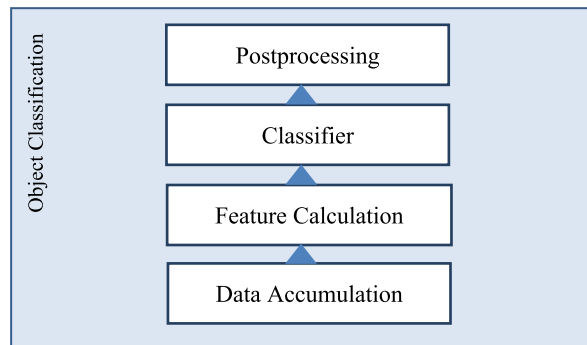 Object Classification
Postprocessing
Classifier
Feature Calculation
Data Accumulation